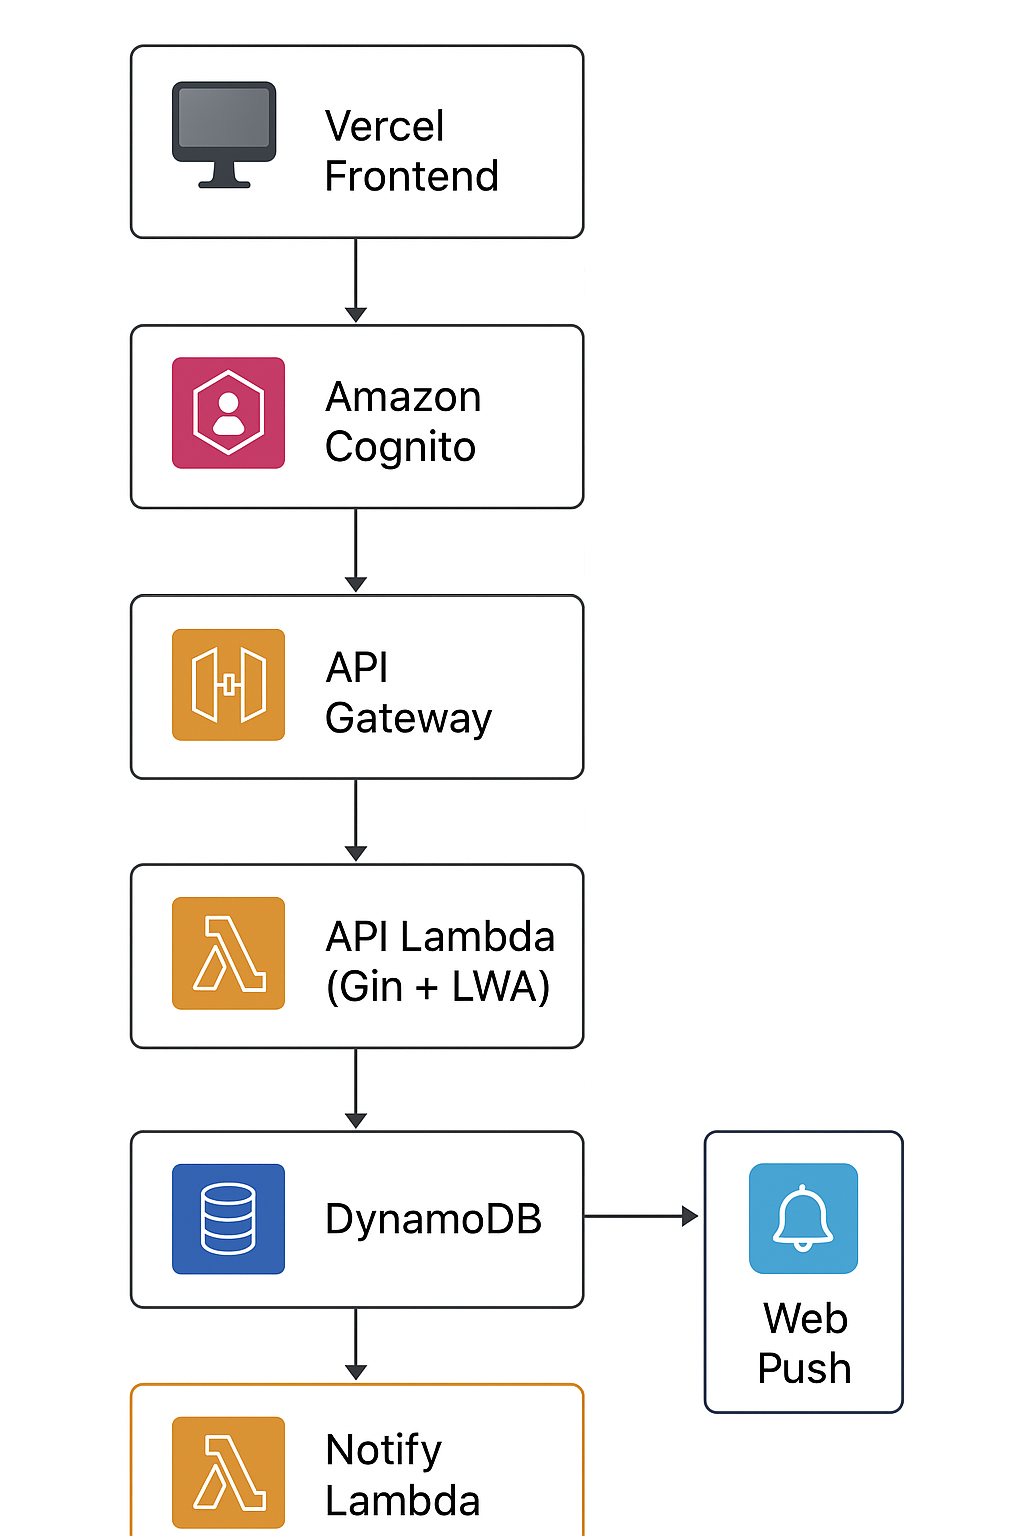 Vercel
Frontend
Amazon
Cognito
API
Gateway
API Lambda
(Gin + LWA)
DynamoDB
Web
Push
Notify
Lambda